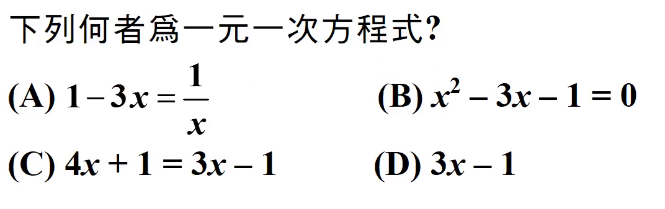 下列何者爲一元一次方程式?
(A) 1 – 3x = 1/x (B) x² – 3x – 1 = 0
(C) 4x + 1 = 3x – 1 (D) 3x – 1